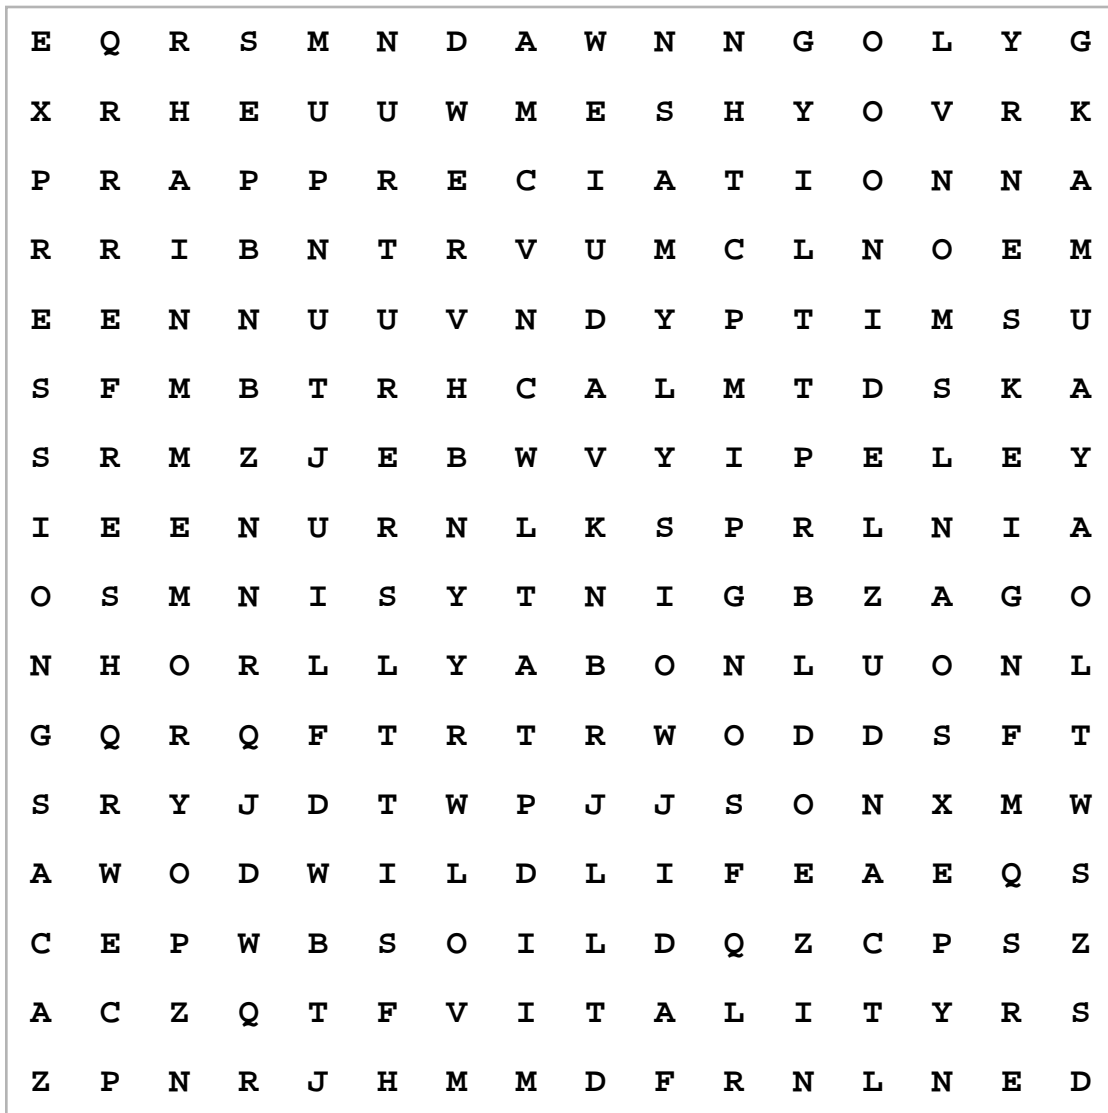 E Q R S M N D A W N N G O L Y G
X R H E U U W M E S H Y O V R K
P R A P P R E C I A T I O N N A
R R I B N T R V U M C L N O E M
E E N N U U V N D Y P T I M S U
S F M B T R H C A L M T D S K A
S R M Z J E B W V Y I P E L E Y
I E E N U R N L K S P R L N I A
O S M N I S Y T N I G B Z A G O
N H O R L L Y A B O N L U O N L
G Q R Q F T R T R W O D D S F T
S R Y J D T W P J J S O N X M W
A W O D W I L D L I F E A E Q S
C E P W B S O I L D Q Z C P S Z
A C Z Q T F V I T A L I T Y R S
Z P N R J H M M D F R N L N E D